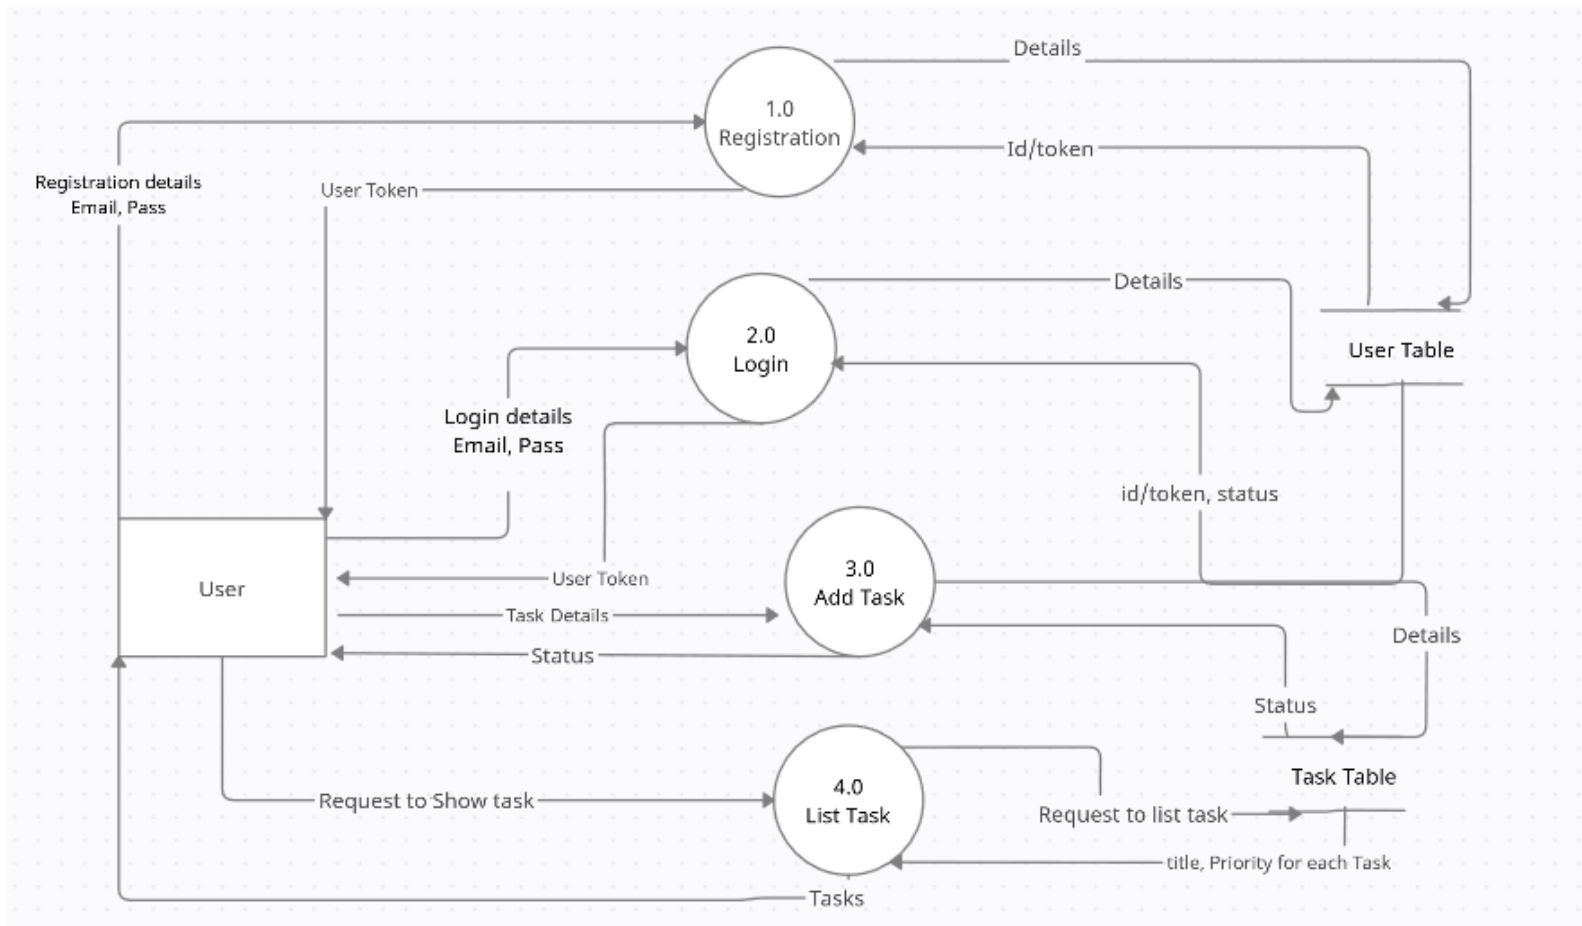 Details
1.0
Registration
Id/token
Registration details
Email, Pass
User Token
Details
2.0
Login
User Table
Login details
Email, Pass
id/token, status
3.0
Add Task
User
User Token
Task Details
Details
Status
Status
Task Table
4.0
List Task
Request to Show task
Request to list task
title, Priority for each Task
Tasks